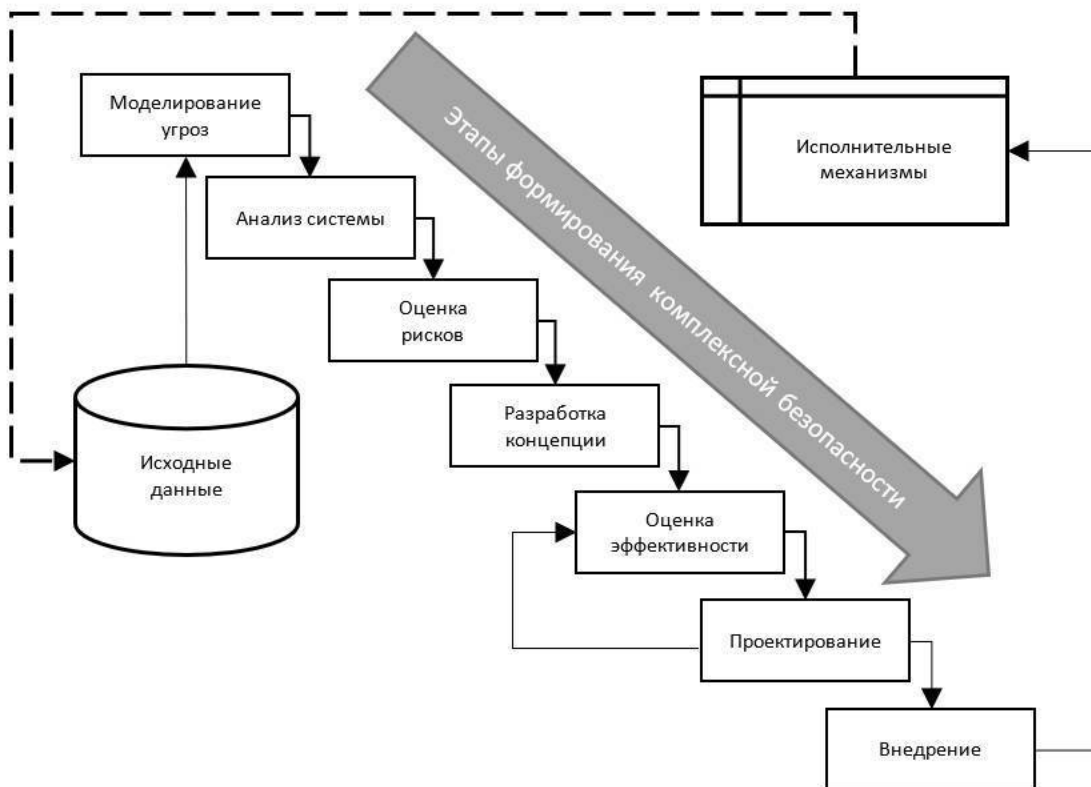 Моделирование
угроз
Этапы формирования комплексной безопасности
Исполнительные
механизмы
Анализ системы
Оценка
рисков
Разработка
концепции
Исходные
данные
Оценка
эффективности
Проектирование
Внедрение